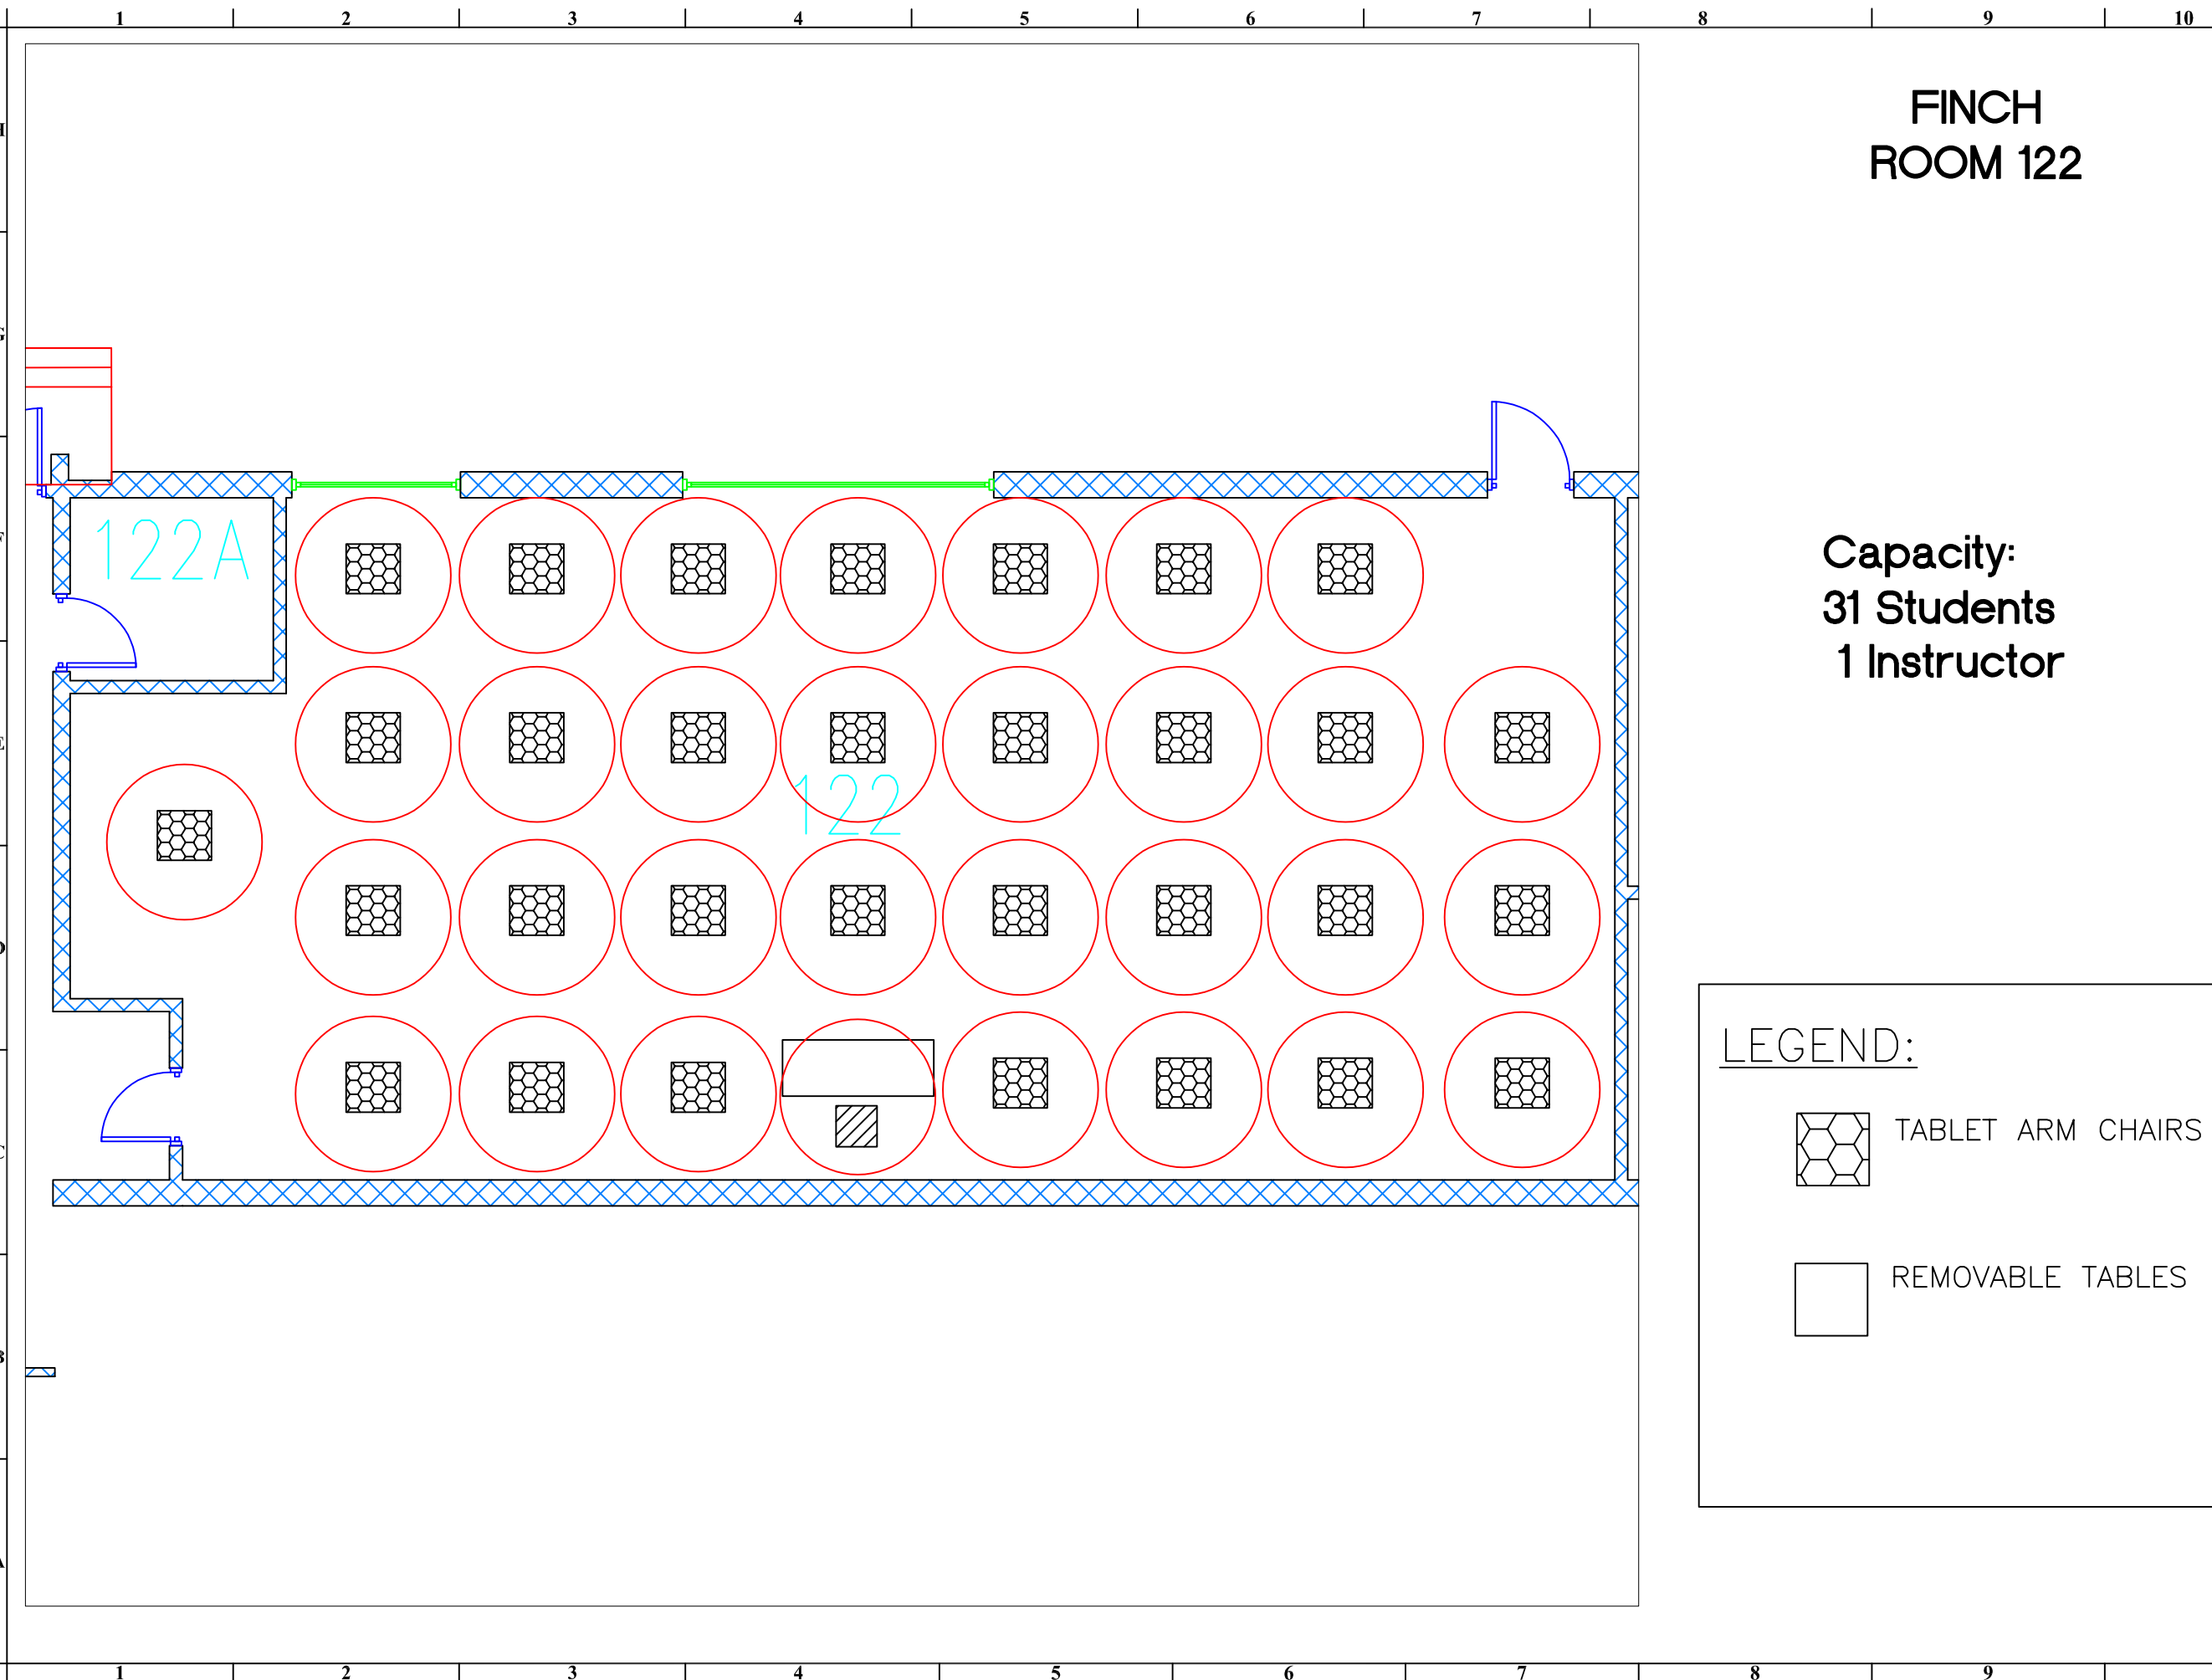 1 2 3 4 5 6 7 8 9 10
FINCH
ROOM 122
H
G
F
122A
Capacity:
31 Students
1 Instructor
E
122
D
LEGEND:
TABLET ARM CHAIRS
C
REMOVABLE TABLES
B
A
1 2 3 4 5 6 7 8 9